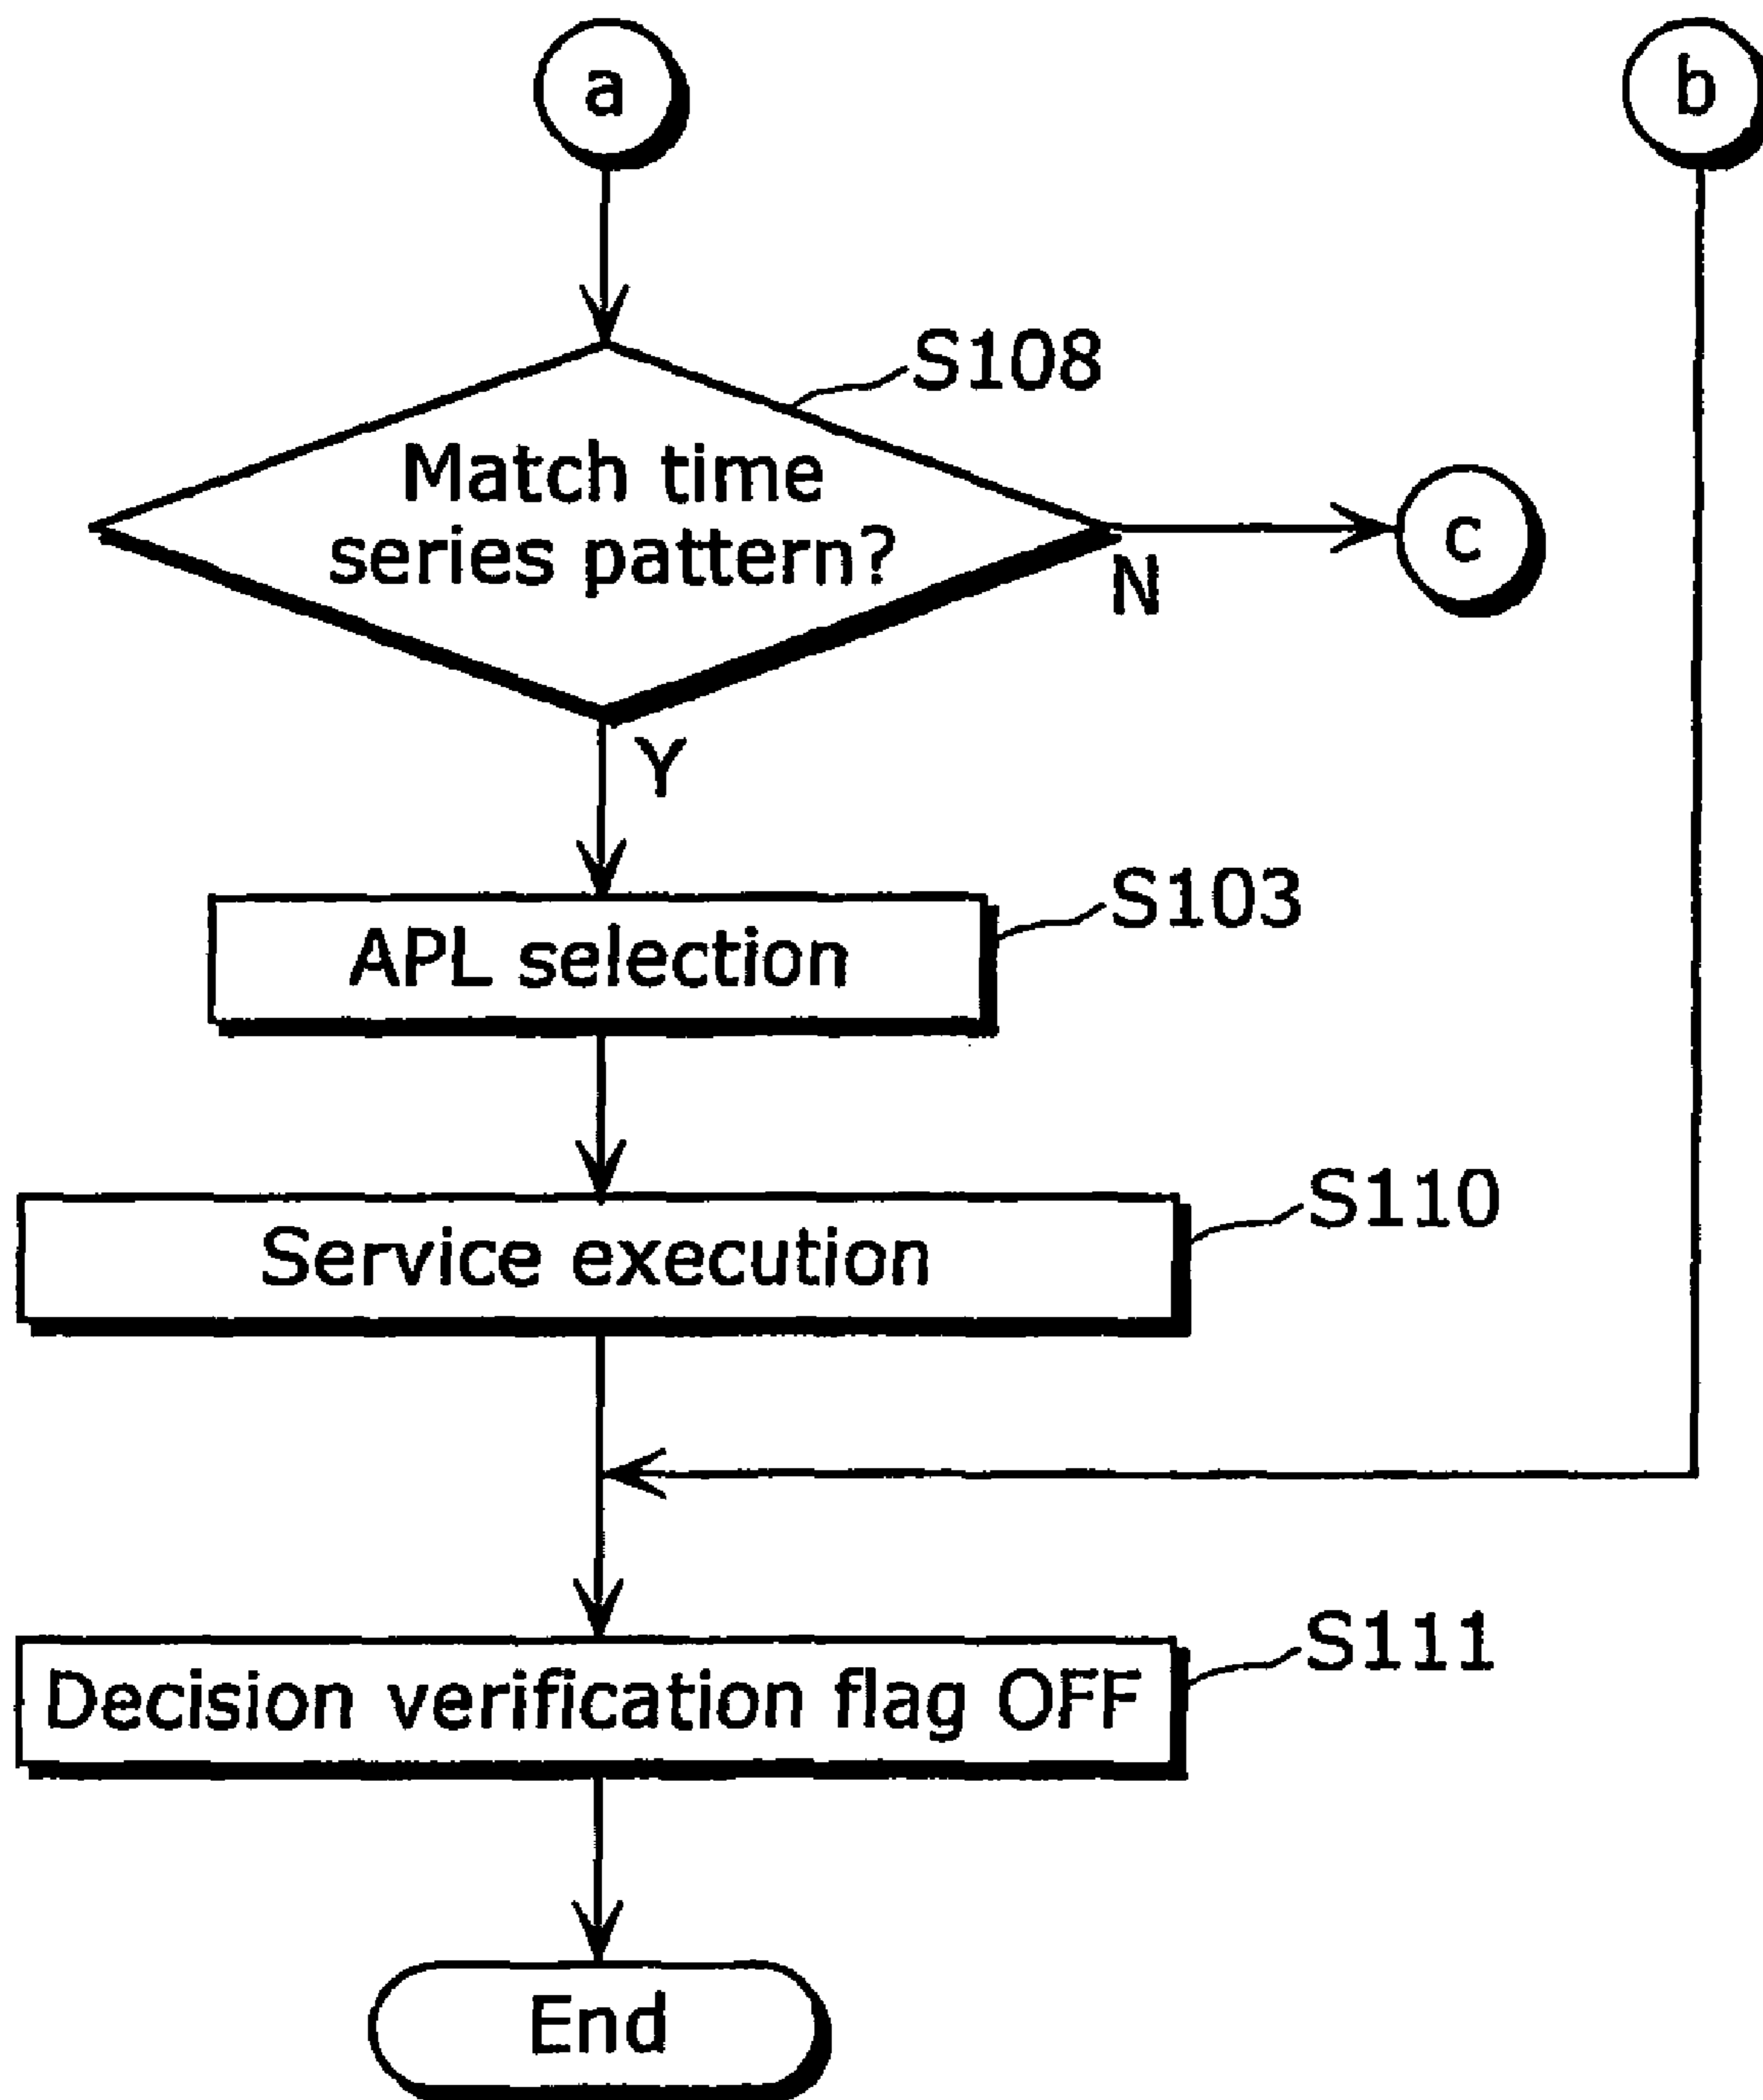 a
b
S108
Match time
series pattern?
c
N
Y
S103
APL selection
S110
Service execution
S111
Decision verification flag OFF
End